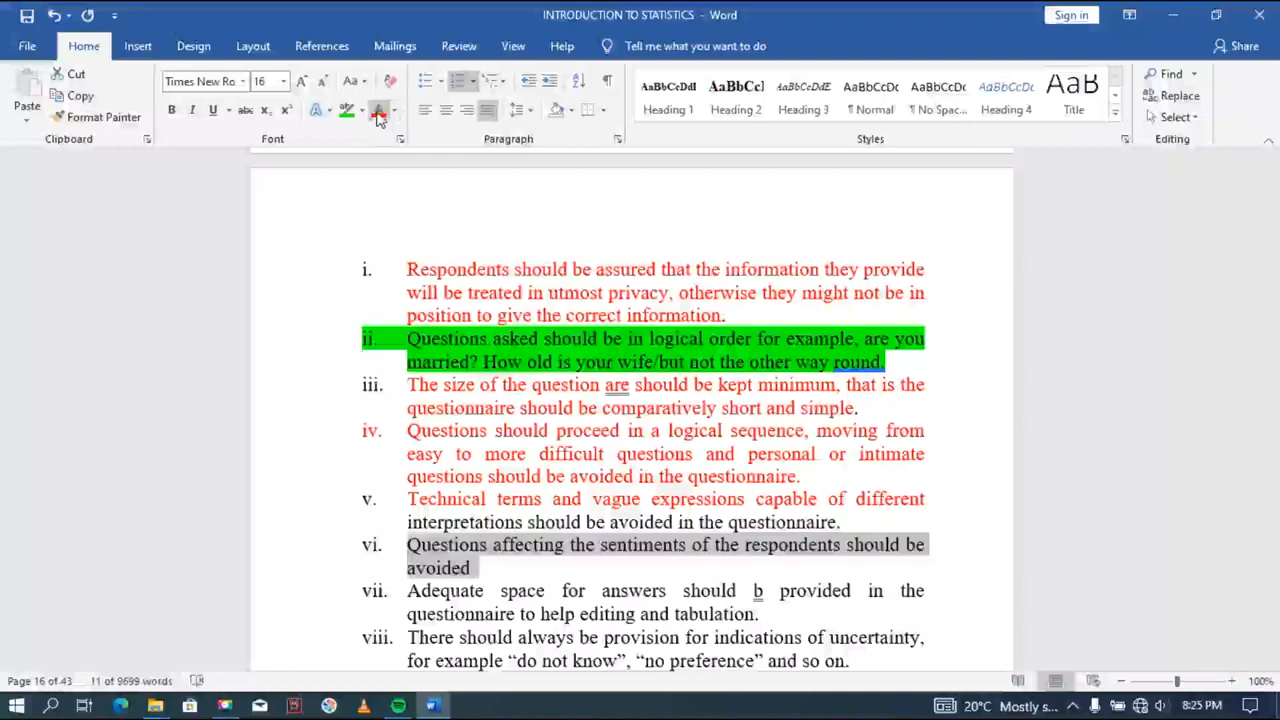 INTRODUCTION TO STATISTICS - Word
Sign in
File Home Insert Design Layout References Mailings Review View Help Tell me what you want to do Share
Paste Cut Copy Format Painter
Times New Ro 16
AaBbCcDdI AaBbCcI AaBbCcDdE AaBbCcDc AaBbCcDc AaBbCcDc AaB
Heading 1 Heading 2 Heading 3 ¶ Normal ¶ No Spac... Heading 4
Find Replace Select
Clipboard Font Paragraph Styles Editing
i. Respondents should be assured that the information they provide
will be treated in utmost privacy, otherwise they might not be in
position to give the correct information.
ii. Questions asked should be in logical order for example, are you
married? How old is your wife/but not the other way round.
iii. The size of the question are should be kept minimum, that is the
questionnaire should be comparatively short and simple.
iv. Questions should proceed in a logical sequence, moving from
easy to more difficult questions and personal or intimate
questions should be avoided in the questionnaire.
v. Technical terms and vague expressions capable of different
interpretations should be avoided in the questionnaire.
vi. Questions affecting the sentiments of the respondents should be
avoided
vii. Adequate space for answers should b provided in the
questionnaire to help editing and tabulation.
viii. There should always be provision for indications of uncertainty,
for example “do not know”, “no preference” and so on.
Page 16 of 43 11 of 9699 words 100%
20°C Mostly s... 8:25 PM